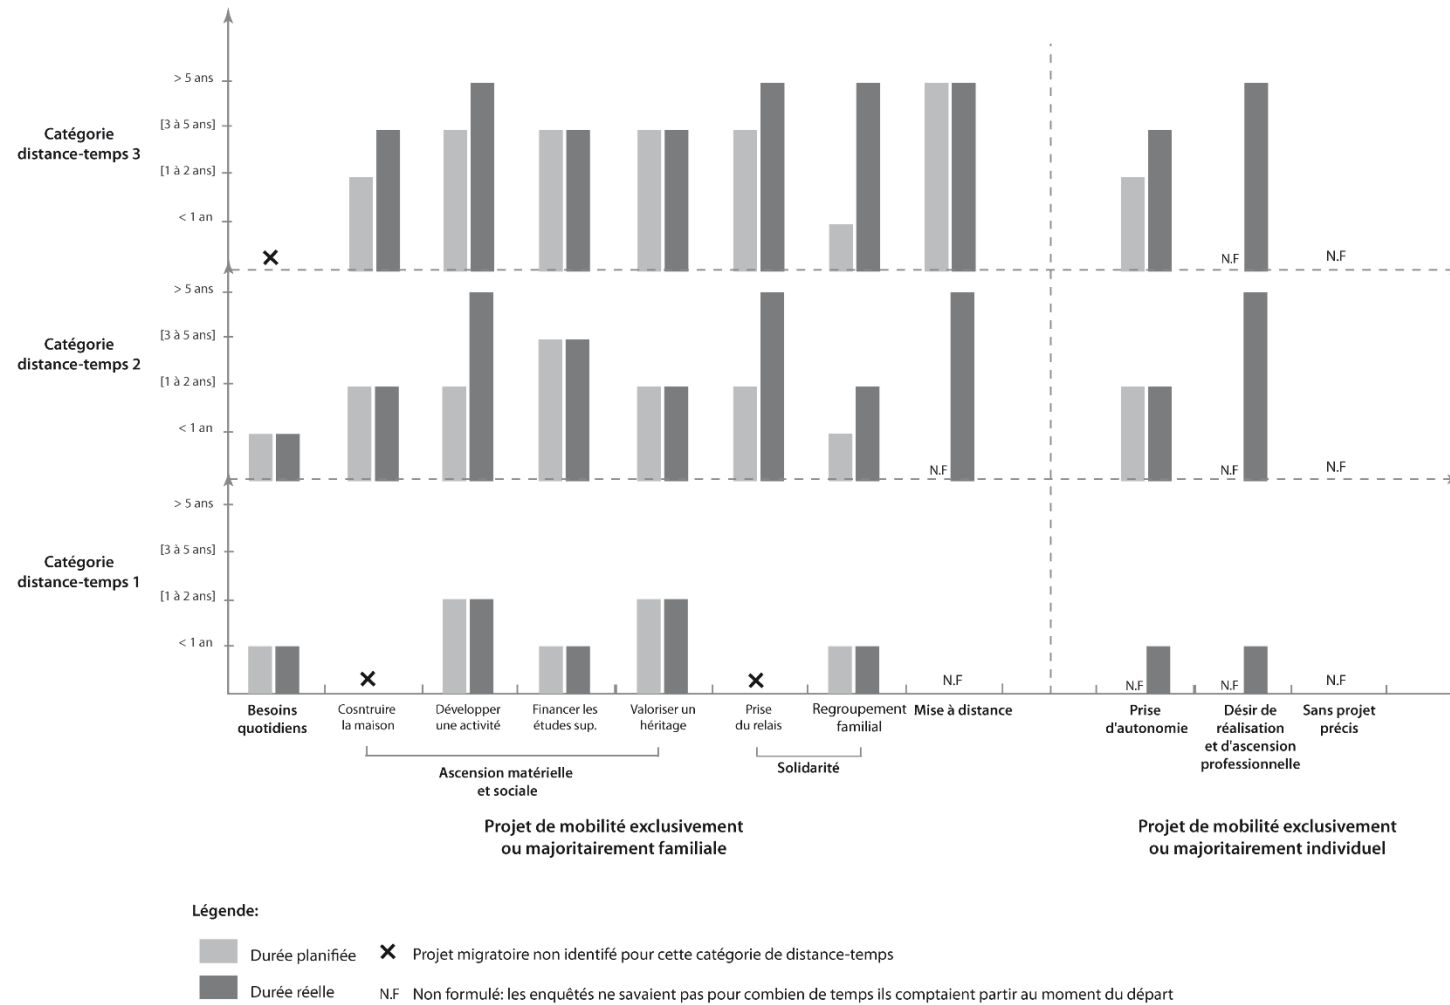 > 5 ans
[3 à 5 ans]
Catégorie
distance-temps 3
[1 à 2 ans]
< 1 an
N.F
N.F
> 5 ans
[3 à 5 ans]
Catégorie
distance-temps 2
[1 à 2 ans]
< 1 an
N.F
N.F
N.F
> 5 ans
[3 à 5 ans]
Catégorie
distance-temps 1
[1 à 2 ans]
< 1 an
N.F
N.F
N.F
N.F
Besoins
quotidiens
Cosntruire
la maison
Développer
une activité
Financer les
études sup.
Valoriser un
héritage
Prise
du relais
Regroupement
familial
Mise à distance
Prise
d'autonomie
Désir de
réalisation
et d'ascension
professionnelle
Sans projet
précis
Ascension matérielle
et sociale
Solidarité
Projet de mobilité exclusivement
ou majoritairement familiale
Projet de mobilité exclusivement
ou majoritairement individuel
Légende:
Durée planifiée
Projet migratoire non identifé pour cette catégorie de distance-temps
Durée réelle
N.F Non formulé: les enquêtés ne savaient pas pour combien de temps ils comptaient partir au moment du départ